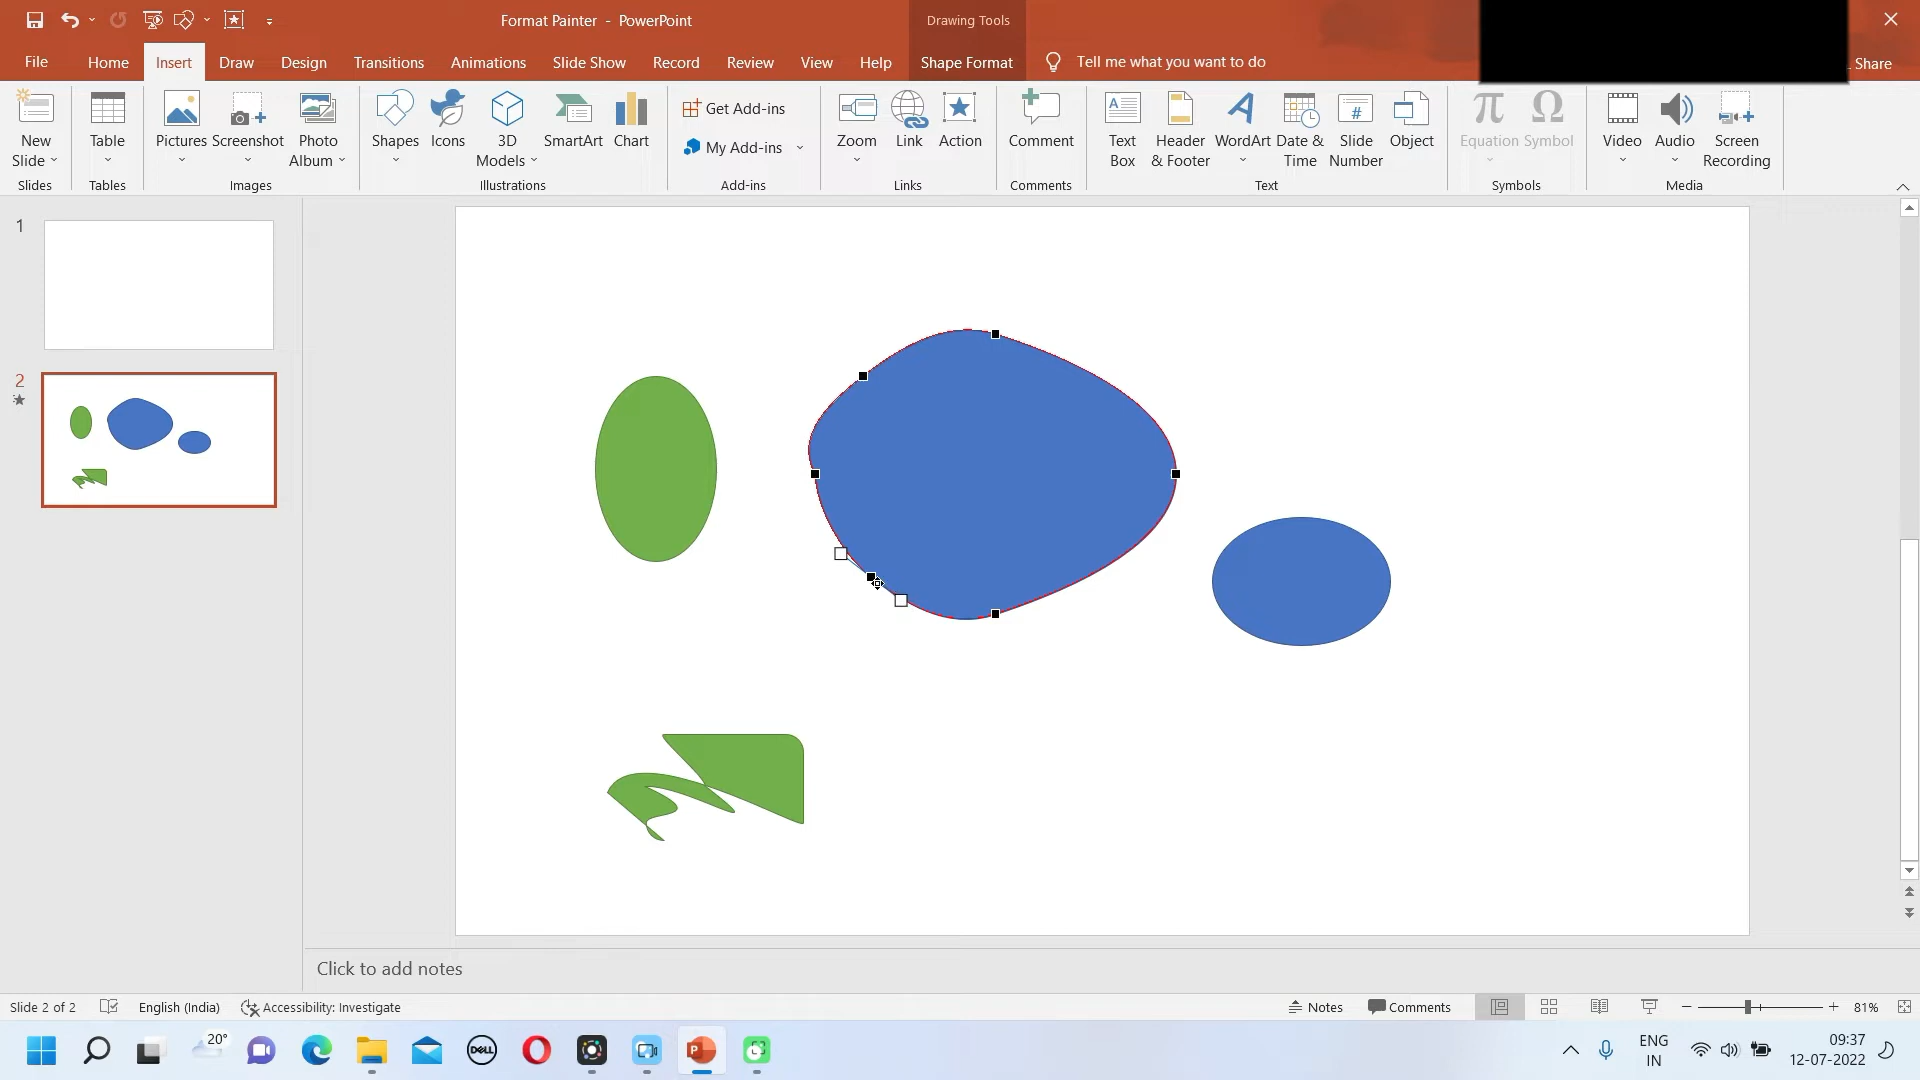 Format Painter - PowerPoint
Drawing Tools
File Home Insert Draw Design Transitions Animations Slide Show Record Review View Help Shape Format Tell me what you want to do Share
New Slide
Table
Pictures
Screenshot
Photo Album
Shapes
Icons
3D Models
SmartArt
Chart
Get Add-ins
My Add-ins
Zoom
Link
Action
Comment
Text Box
Header & Footer
WordArt
Date & Time
Slide Number
Object
Equation
Symbol
Video
Audio
Screen Recording
Slides Tables Images Illustrations Add-ins Links Comments Text Symbols Media
1
2
Click to add notes
Slide 2 of 2 English (India) Accessibility: Investigate Notes Comments 81%
20°
DELL
ENG
IN
09:37
12-07-2022